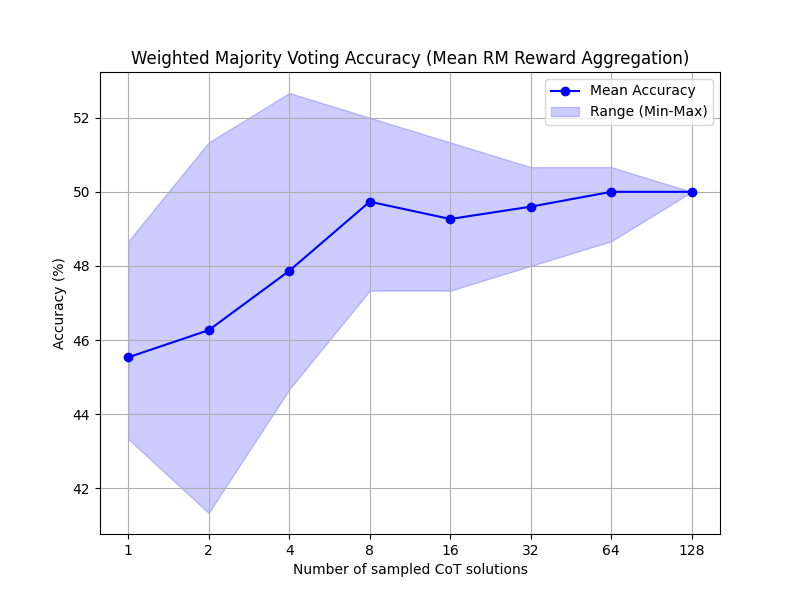 Weighted Majority Voting Accuracy (Mean RM Reward Aggregation)
Mean Accuracy
Range (Min-Max)
Accuracy (%)
52
50
48
46
44
42
1 2 4 8 16 32 64 128
Number of sampled CoT solutions